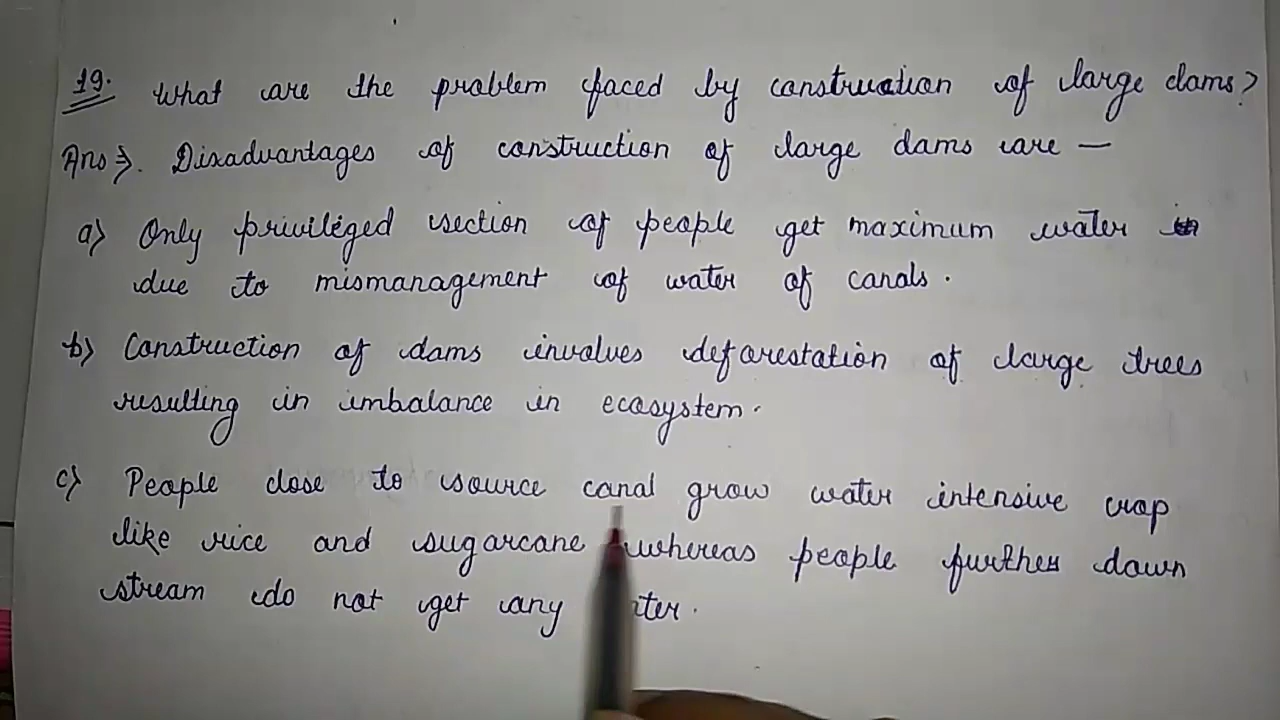 19. What are the problem faced by construction of large dams?
Ans ⇒. Disadvantages of construction of large dams are —
a) Only privileged section of people get maximum water
due to mismanagement of water of canals.
b) Construction of dams involves deforestation of large trees
resulting in imbalance in ecosystem.
c) People close to source canal grow water intensive crop
like rice and sugarcane whereas people further down
stream do not get any